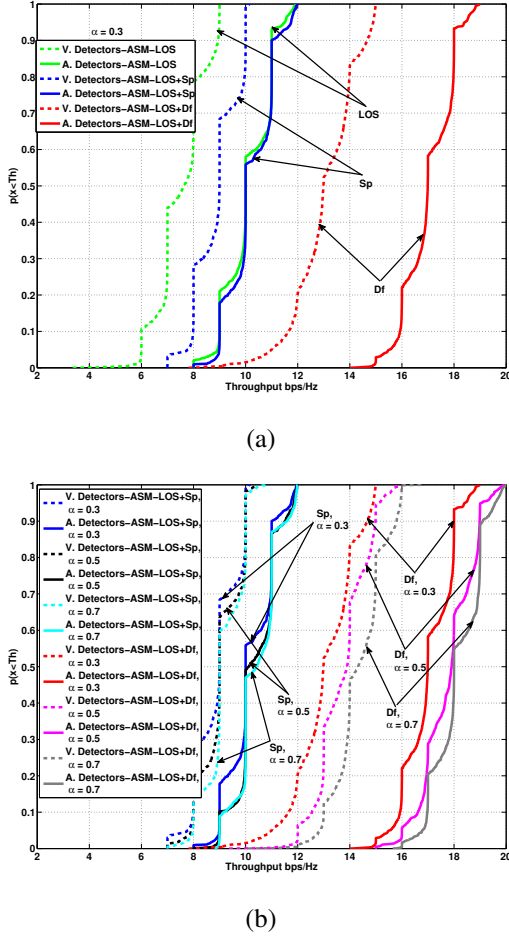 α = 0.3
V. Detectors−ASM−LOS
A. Detectors−ASM−LOS
V. Detectors−ASM−LOS+Sp
A. Detectors−ASM−LOS+Sp
V. Detectors−ASM−LOS+Df
A. Detectors−ASM−LOS+Df
LOS
Sp
Df
p(x<Th)
1
0.9
0.8
0.7
0.6
0.5
0.4
0.3
0.2
0.1
0
2 4 6 8 10 12 14 16 18 20
Throughput bps/Hz
(a)
V. Detectors−ASM−LOS+Sp,
α = 0.3
A. Detectors−ASM−LOS+Sp,
α = 0.3
V. Detectors−ASM−LOS+Sp,
α = 0.5
A. Detectors−ASM−LOS+Sp,
α = 0.5
V. Detectors−ASM−LOS+Sp,
α = 0.7
A. Detectors−ASM−LOS+Sp,
α = 0.7
V. Detectors−ASM−LOS+Df,
α = 0.3
A. Detectors−ASM−LOS+Df,
α = 0.3
V. Detectors−ASM−LOS+Df,
α = 0.5
A. Detectors−ASM−LOS+Df,
α = 0.5
V. Detectors−ASM−LOS+Df,
α = 0.7
A. Detectors−ASM−LOS+Df,
α = 0.7
Sp,
α = 0.3
Df, α = 0.3
Df,
α = 0.5
Sp,
α = 0.5
Df,
α = 0.7
Sp,
α = 0.7
p(x<Th)
1
0.9
0.8
0.7
0.6
0.5
0.4
0.3
0.2
0.1
0
2 4 6 8 10 12 14 16 18 20
Throughput bps/Hz
(b)